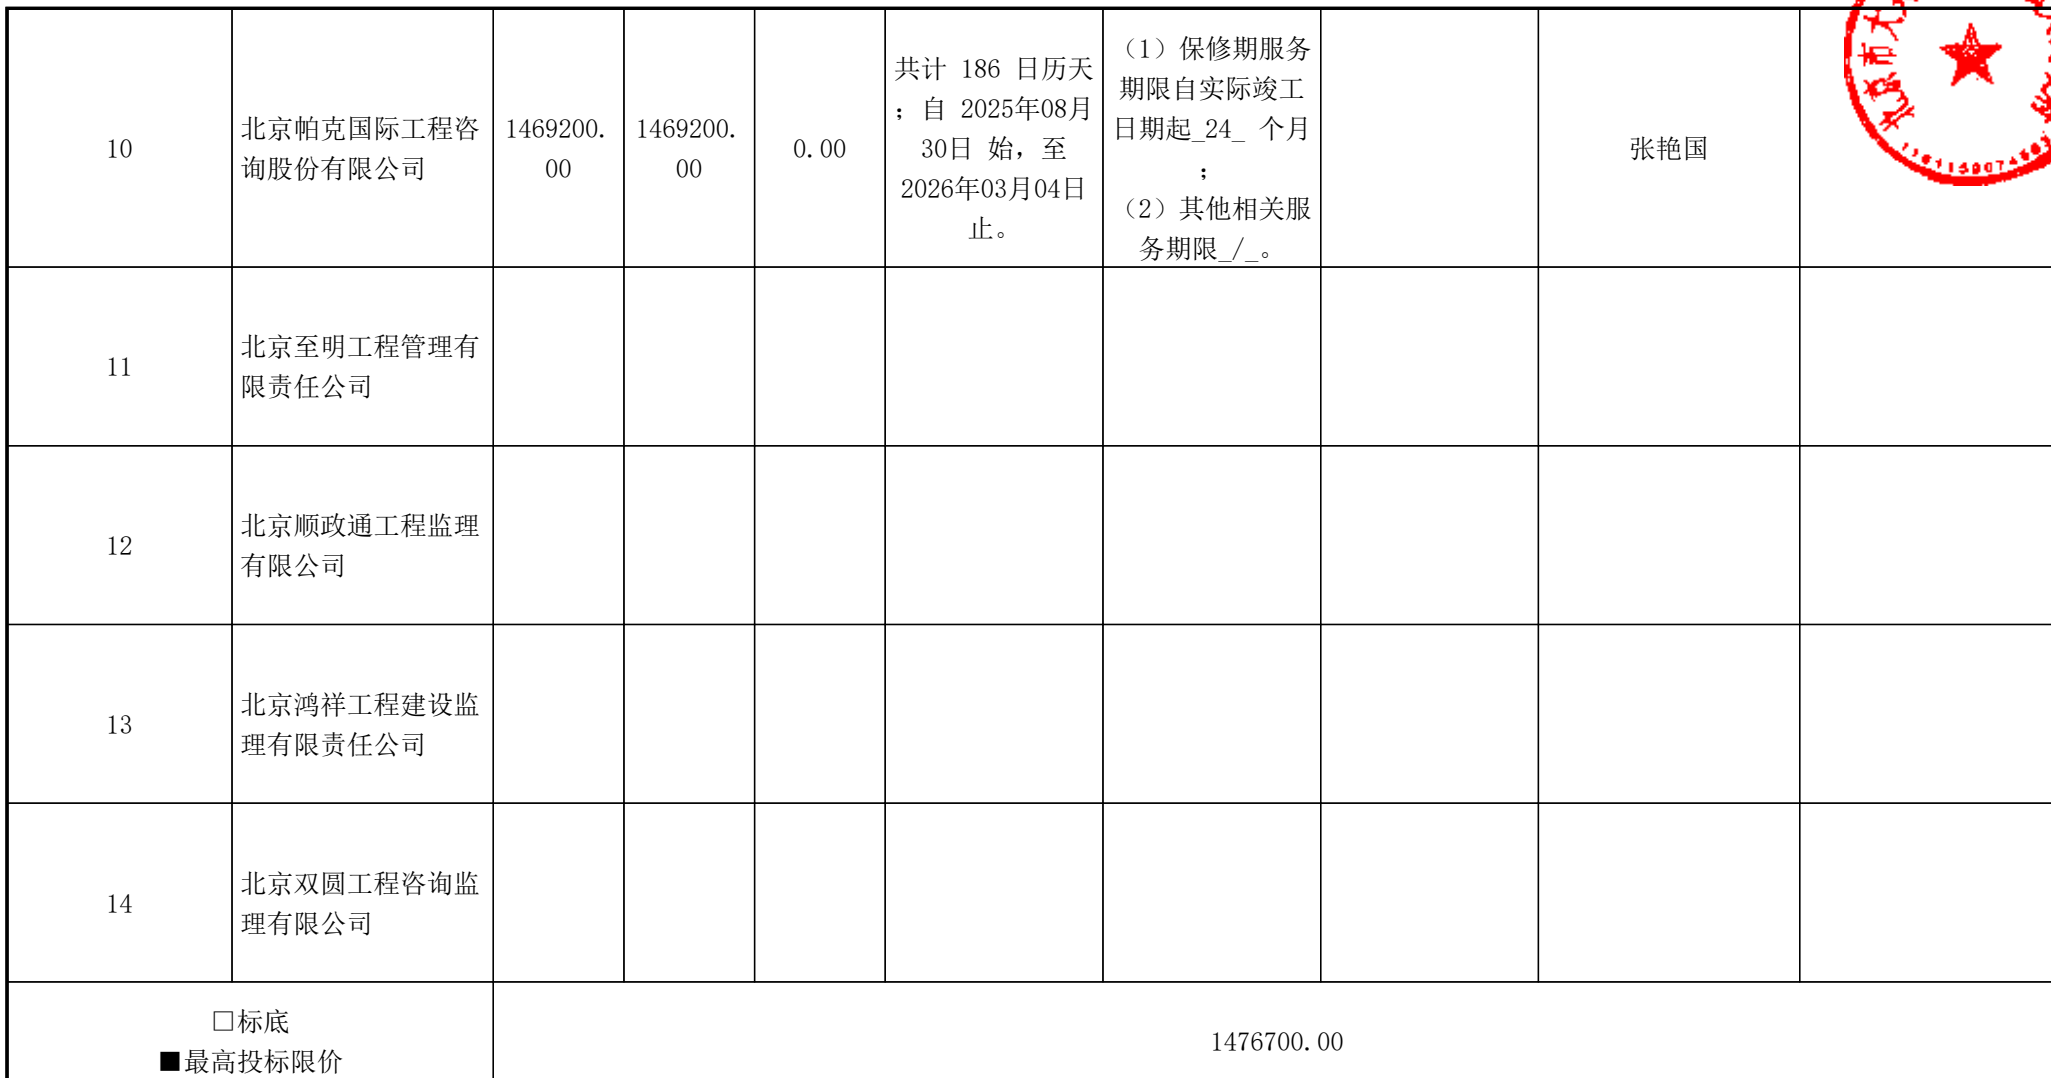 10
北京帕克国际工程咨
询股份有限公司
1469200.
00
1469200.
00
0.00
共计 186 日历天
；自 2025年08月
30日 始，至
2026年03月04日
止。
（1）保修期服务
期限自实际竣工
日期起_24_ 个月
；
（2）其他相关服
务期限_/_。
张艳国
北京市大
11
北京至明工程管理有
限责任公司
12
北京顺政通工程监理
有限公司
13
北京鸿祥工程建设监
理有限责任公司
14
北京双圆工程咨询监
理有限公司
□标底
■最高投标限价
1476700.00